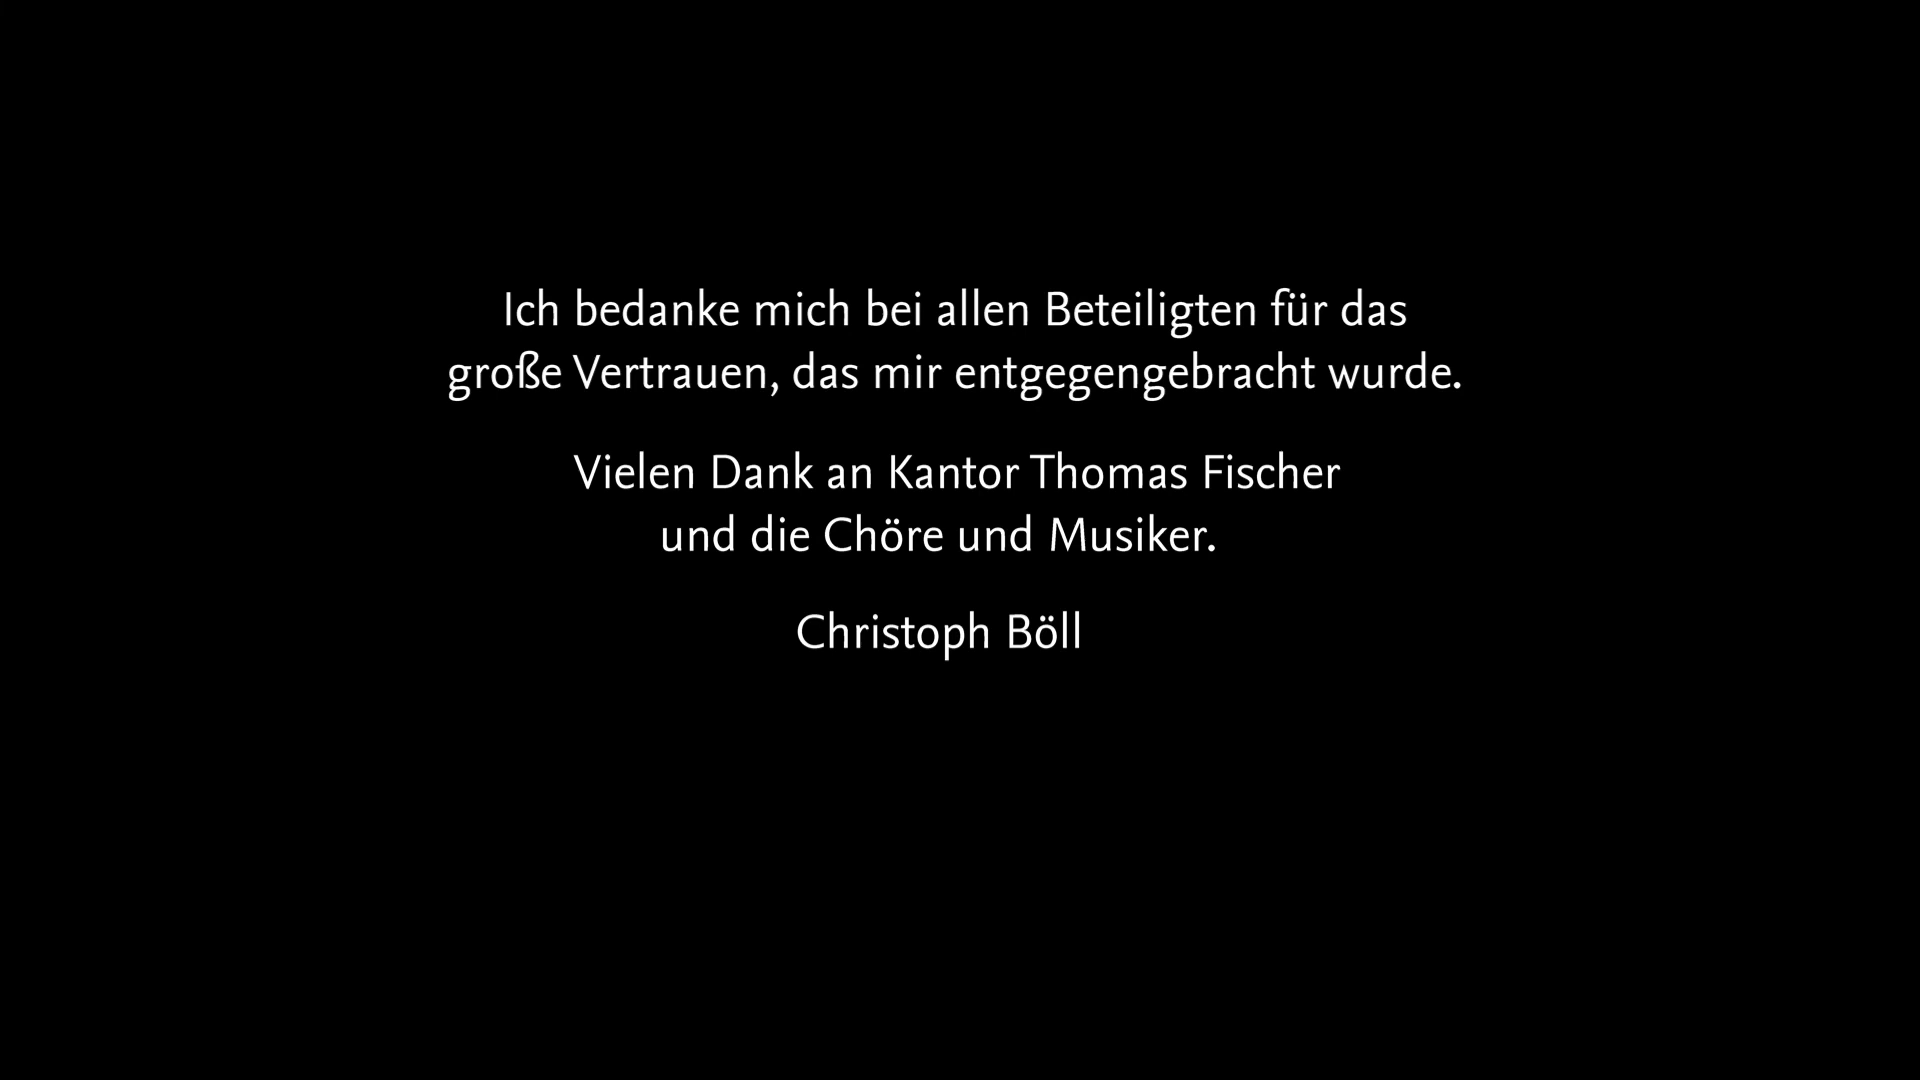 Ich bedanke mich bei allen Beteiligten für das
große Vertrauen, das mir entgegengebracht wurde.
Vielen Dank an Kantor Thomas Fischer
und die Chöre und Musiker.
Christoph Böll